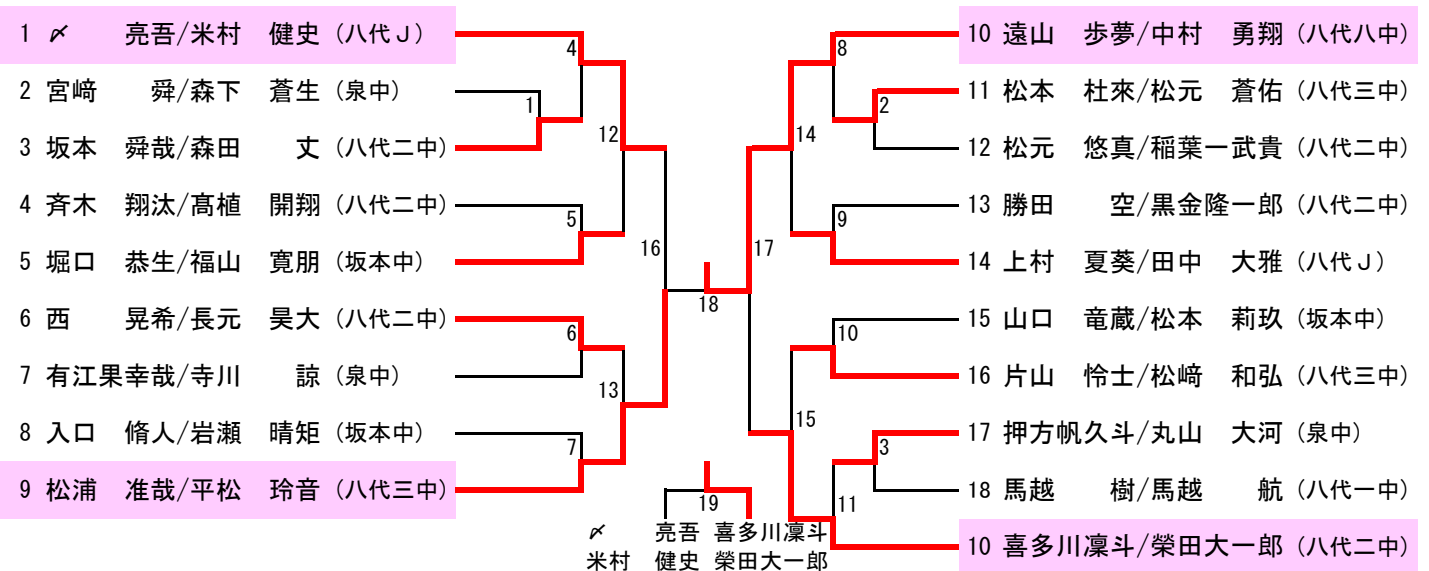 1 〆 亮吾/米村 健史（八代Ｊ）
2 宮﨑 舜/森下 蒼生（泉中）
3 坂本 舜哉/森田 丈（八代二中）
4 斉木 翔汰/髙植 開翔（八代二中）
5 堀口 恭生/福山 寛朋（坂本中）
6 西 晃希/長元 昊大（八代二中）
7 有江果幸哉/寺川 諒（泉中）
8 入口 脩人/岩瀬 晴矩（坂本中）
9 松浦 准哉/平松 玲音（八代三中）
4
1
12
5
16
6
13
7
18
19
〆 亮吾 喜多川凜斗
米村 健史 榮田大一郎
8
2
14
9
17
10
15
3
11
10 遠山 歩夢/中村 勇翔（八代八中）
11 松本 杜來/松元 蒼佑（八代三中）
12 松元 悠真/稲葉一武貴（八代二中）
13 勝田 空/黒金隆一郎（八代二中）
14 上村 夏葵/田中 大雅（八代Ｊ）
15 山口 竜蔵/松本 莉玖（坂本中）
16 片山 怜士/松﨑 和弘（八代三中）
17 押方帆久斗/丸山 大河（泉中）
18 馬越 樹/馬越 航（八代一中）
10 喜多川凜斗/榮田大一郎（八代二中）